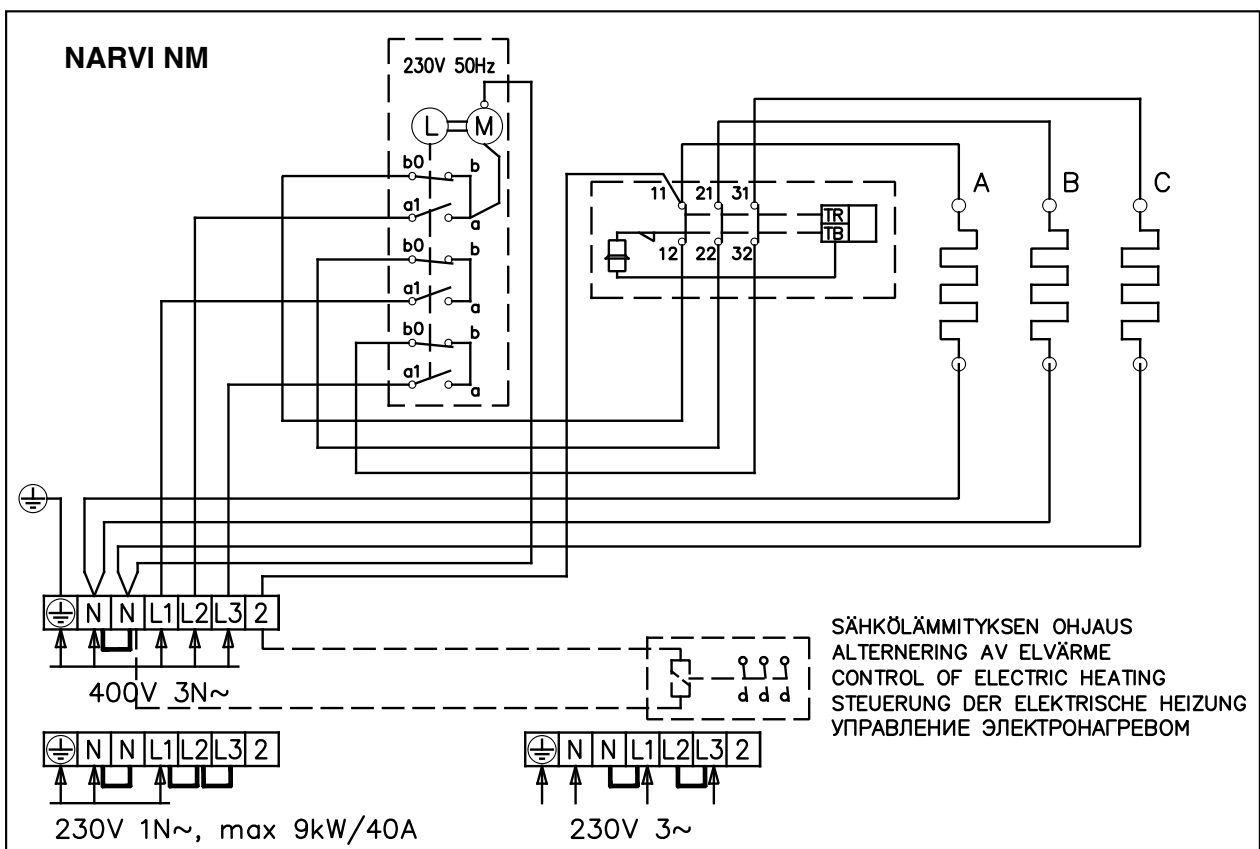 NARVI NM
230V 50Hz
L M
b0 b
a1 a
b0 b
a1 a
b0 b
a1 a
11 21 31
TR
TB
12 22 32
A B C
N N L1 L2 L3 2
400V 3N~
d d d
SÄHKÖLÄMMITYKSEN OHJAUS
ALTERNERING AV ELVÄRME
CONTROL OF ELECTRIC HEATING
STEUERUNG DER ELEKTRISCHE HEIZUNG
УПРАВЛЕНИЕ ЭЛЕКТРОНАГРЕВОМ
N N L1 L2 L3 2
230V 1N~, max 9kW/40A
N N L1 L2 L3 2
230V 3~